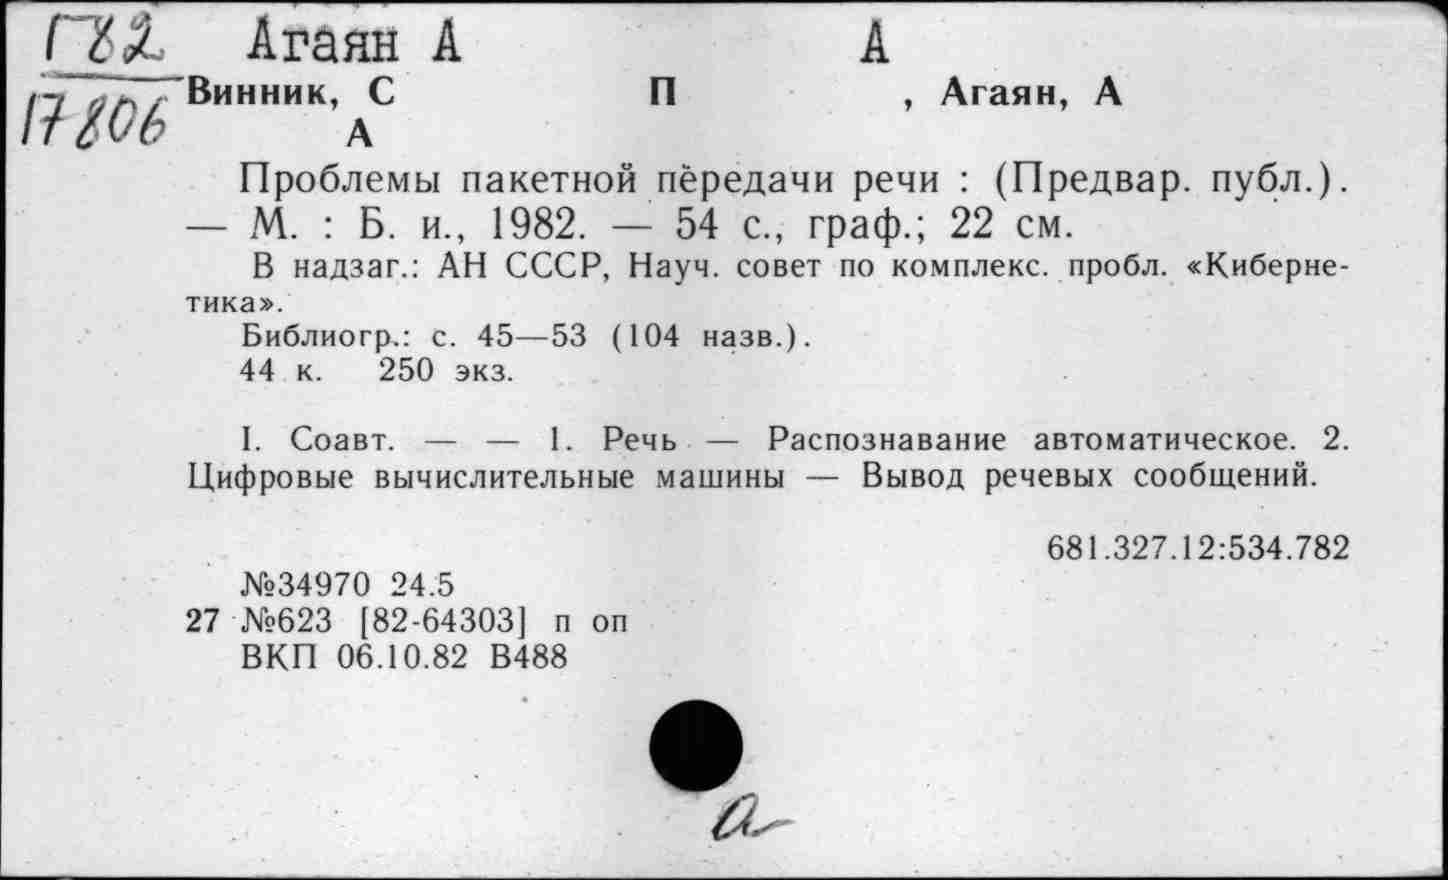 Г82 Агаян А А
17806 Винник, С П , Агаян, А
А
Проблемы пакетной передачи речи : (Предвар. публ.).
— М. : Б. и., 1982. — 54 с., граф.; 22 см.
В надзаг.: АН СССР, Науч. совет по комплекс. пробл. «Киберне-
тика».
Библиогр.: с. 45—53 (104 назв.).
44 к. 250 экз.
I. Соавт. — — 1. Речь — Распознавание автоматическое. 2.
Цифровые вычислительные машины — Вывод речевых сообщений.
681.327.12:534.782
№34970 24.5
27 №623 [82-64303] п оп
ВКП 06.10.82 В488
а